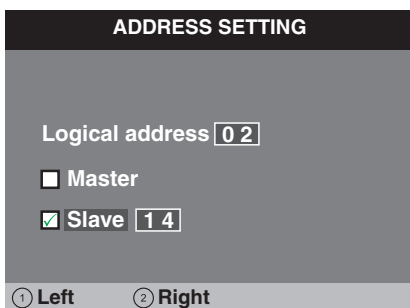 ADDRESS SETTING
Logical address 0 2
Master
Slave 1 4
1 Left 2 Right